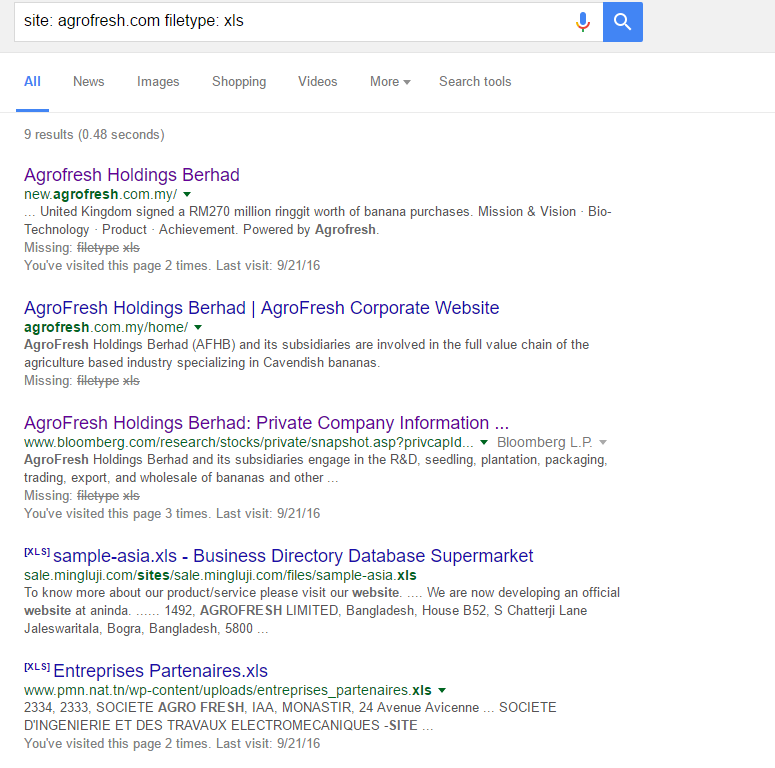 site: agrofresh.com filetype: xls
All News Images Shopping Videos More Search tools
9 results (0.48 seconds)
Agrofresh Holdings Berhad
new.agrofresh.com.my/
... United Kingdom signed a RM270 million ringgit worth of banana purchases. Mission & Vision · Bio-
Technology · Product · Achievement. Powered by Agrofresh.
Missing: filetype xls
You've visited this page 2 times. Last visit: 9/21/16
AgroFresh Holdings Berhad | AgroFresh Corporate Website
agrofresh.com.my/home/
AgroFresh Holdings Berhad (AFHB) and its subsidiaries are involved in the full value chain of the
agriculture based industry specializing in Cavendish bananas.
Missing: filetype xls
AgroFresh Holdings Berhad: Private Company Information ...
www.bloomberg.com/research/stocks/private/snapshot.asp?privcapId... Bloomberg L.P.
AgroFresh Holdings Berhad and its subsidiaries engage in the R&D, seedling, plantation, packaging,
trading, export, and wholesale of bananas and other ...
Missing: filetype xls
You've visited this page 3 times. Last visit: 9/21/16
[XLS] sample-asia.xls - Business Directory Database Supermarket
sale.mingluji.com/sites/sale.mingluji.com/files/sample-asia.xls
To know more about our product/service please visit our website. .... We are now developing an official
website at aninda. ...... 1492, AGROFRESH LIMITED, Bangladesh, House B52, S Chatterji Lane
Jaleswaritala, Bogra, Bangladesh, 5800 ...
[XLS] Entreprises Partenaires.xls
www.pmn.nat.tn/wp-content/uploads/entreprises_partenaires.xls
2334, 2333, SOCIETE AGRO FRESH, IAA, MONASTIR, 24 Avenue Avicenne ... SOCIETE
D'INGENIERIE ET DES TRAVAUX ELECTROMECANIQUES -SITE ...
You've visited this page 2 times. Last visit: 9/21/16